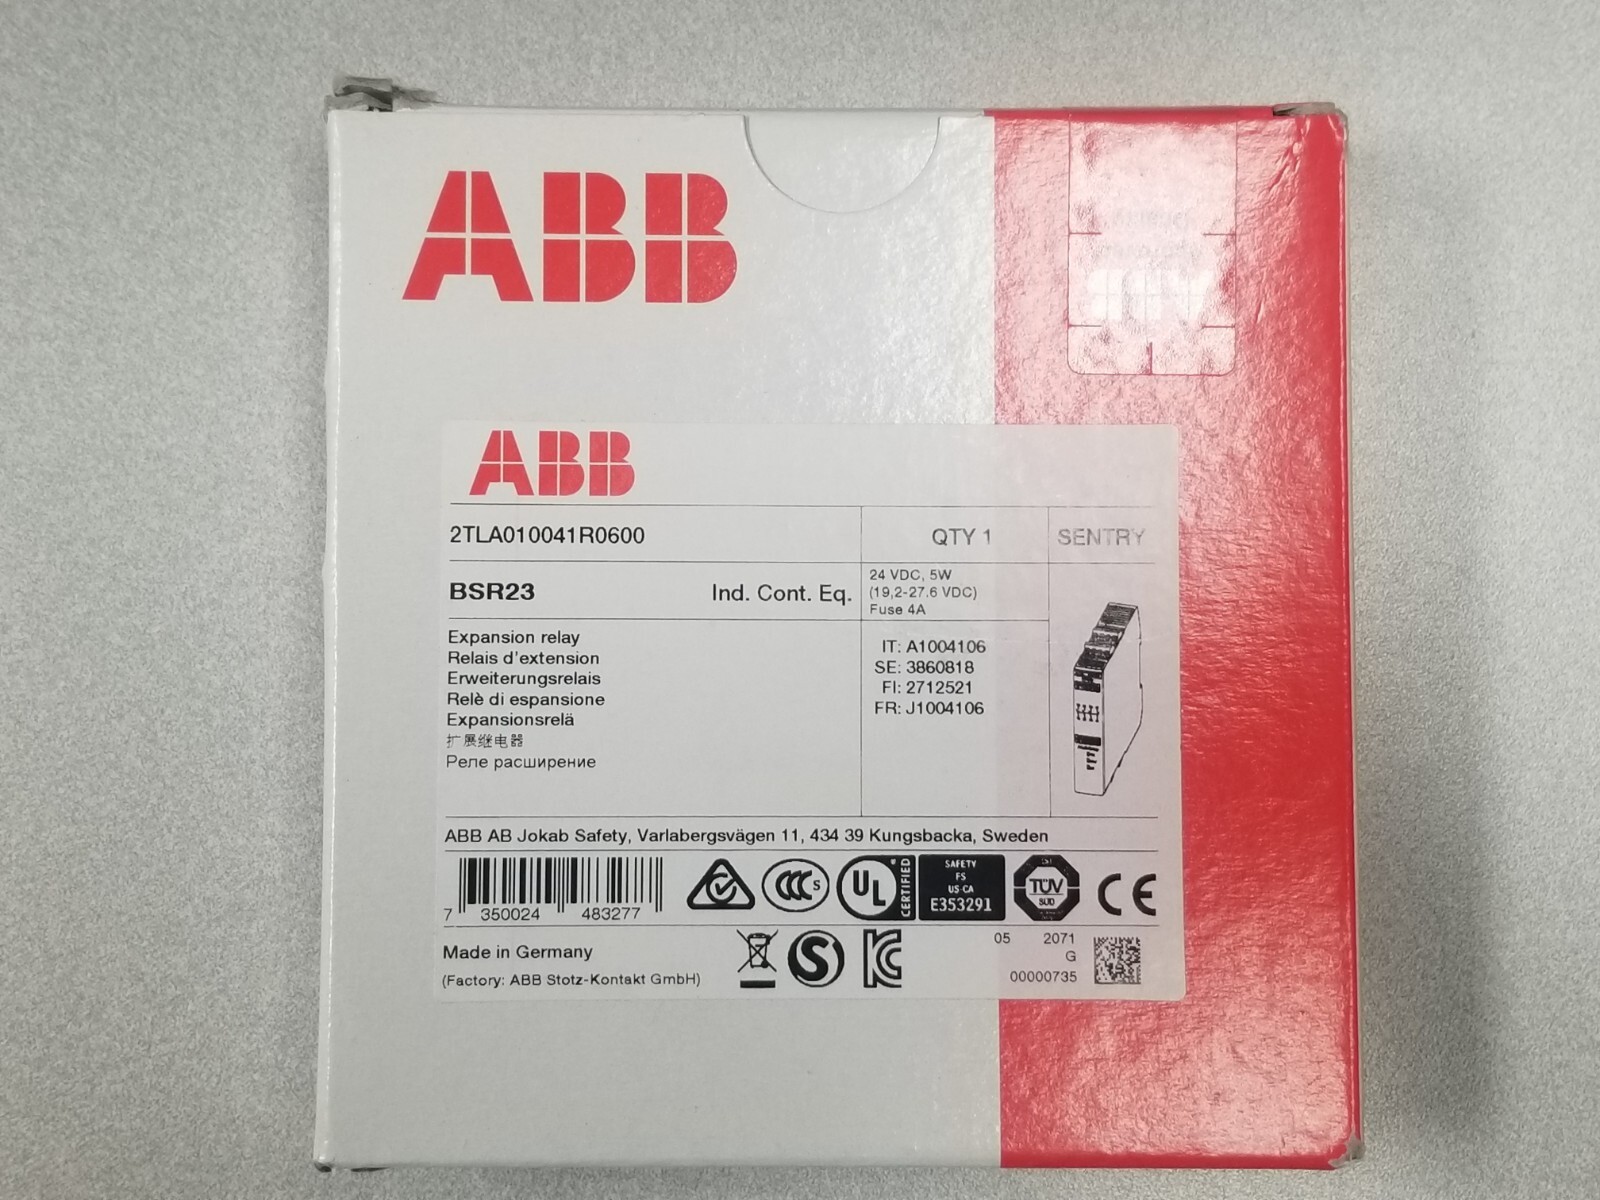 ABB
ABB
2TLA010041R0600
QTY 1
SENTRY
BSR23
Ind. Cont. Eq.
24 VDC, 5W
(19,2-27.6 VDC)
Fuse 4A
Expansion relay
Relais d'extension
Erweiterungsrelais
Relè di espansione
Expansionsrelä
扩展继电器
Реле расширение
IT: A1004106
SE: 3860818
FI: 2712521
FR: J1004106
ABB AB Jokab Safety, Varlabergsvägen 11, 434 39 Kungsbacka, Sweden
7 350024 483277
CCC S
UL CERTIFIED
SAFETY
FS
US-CA
E353291
TÜV
SÜD
CE
Made in Germany
(Factory: ABB Stotz-Kontakt GmbH)
S
KC
05 2071
G
00000735